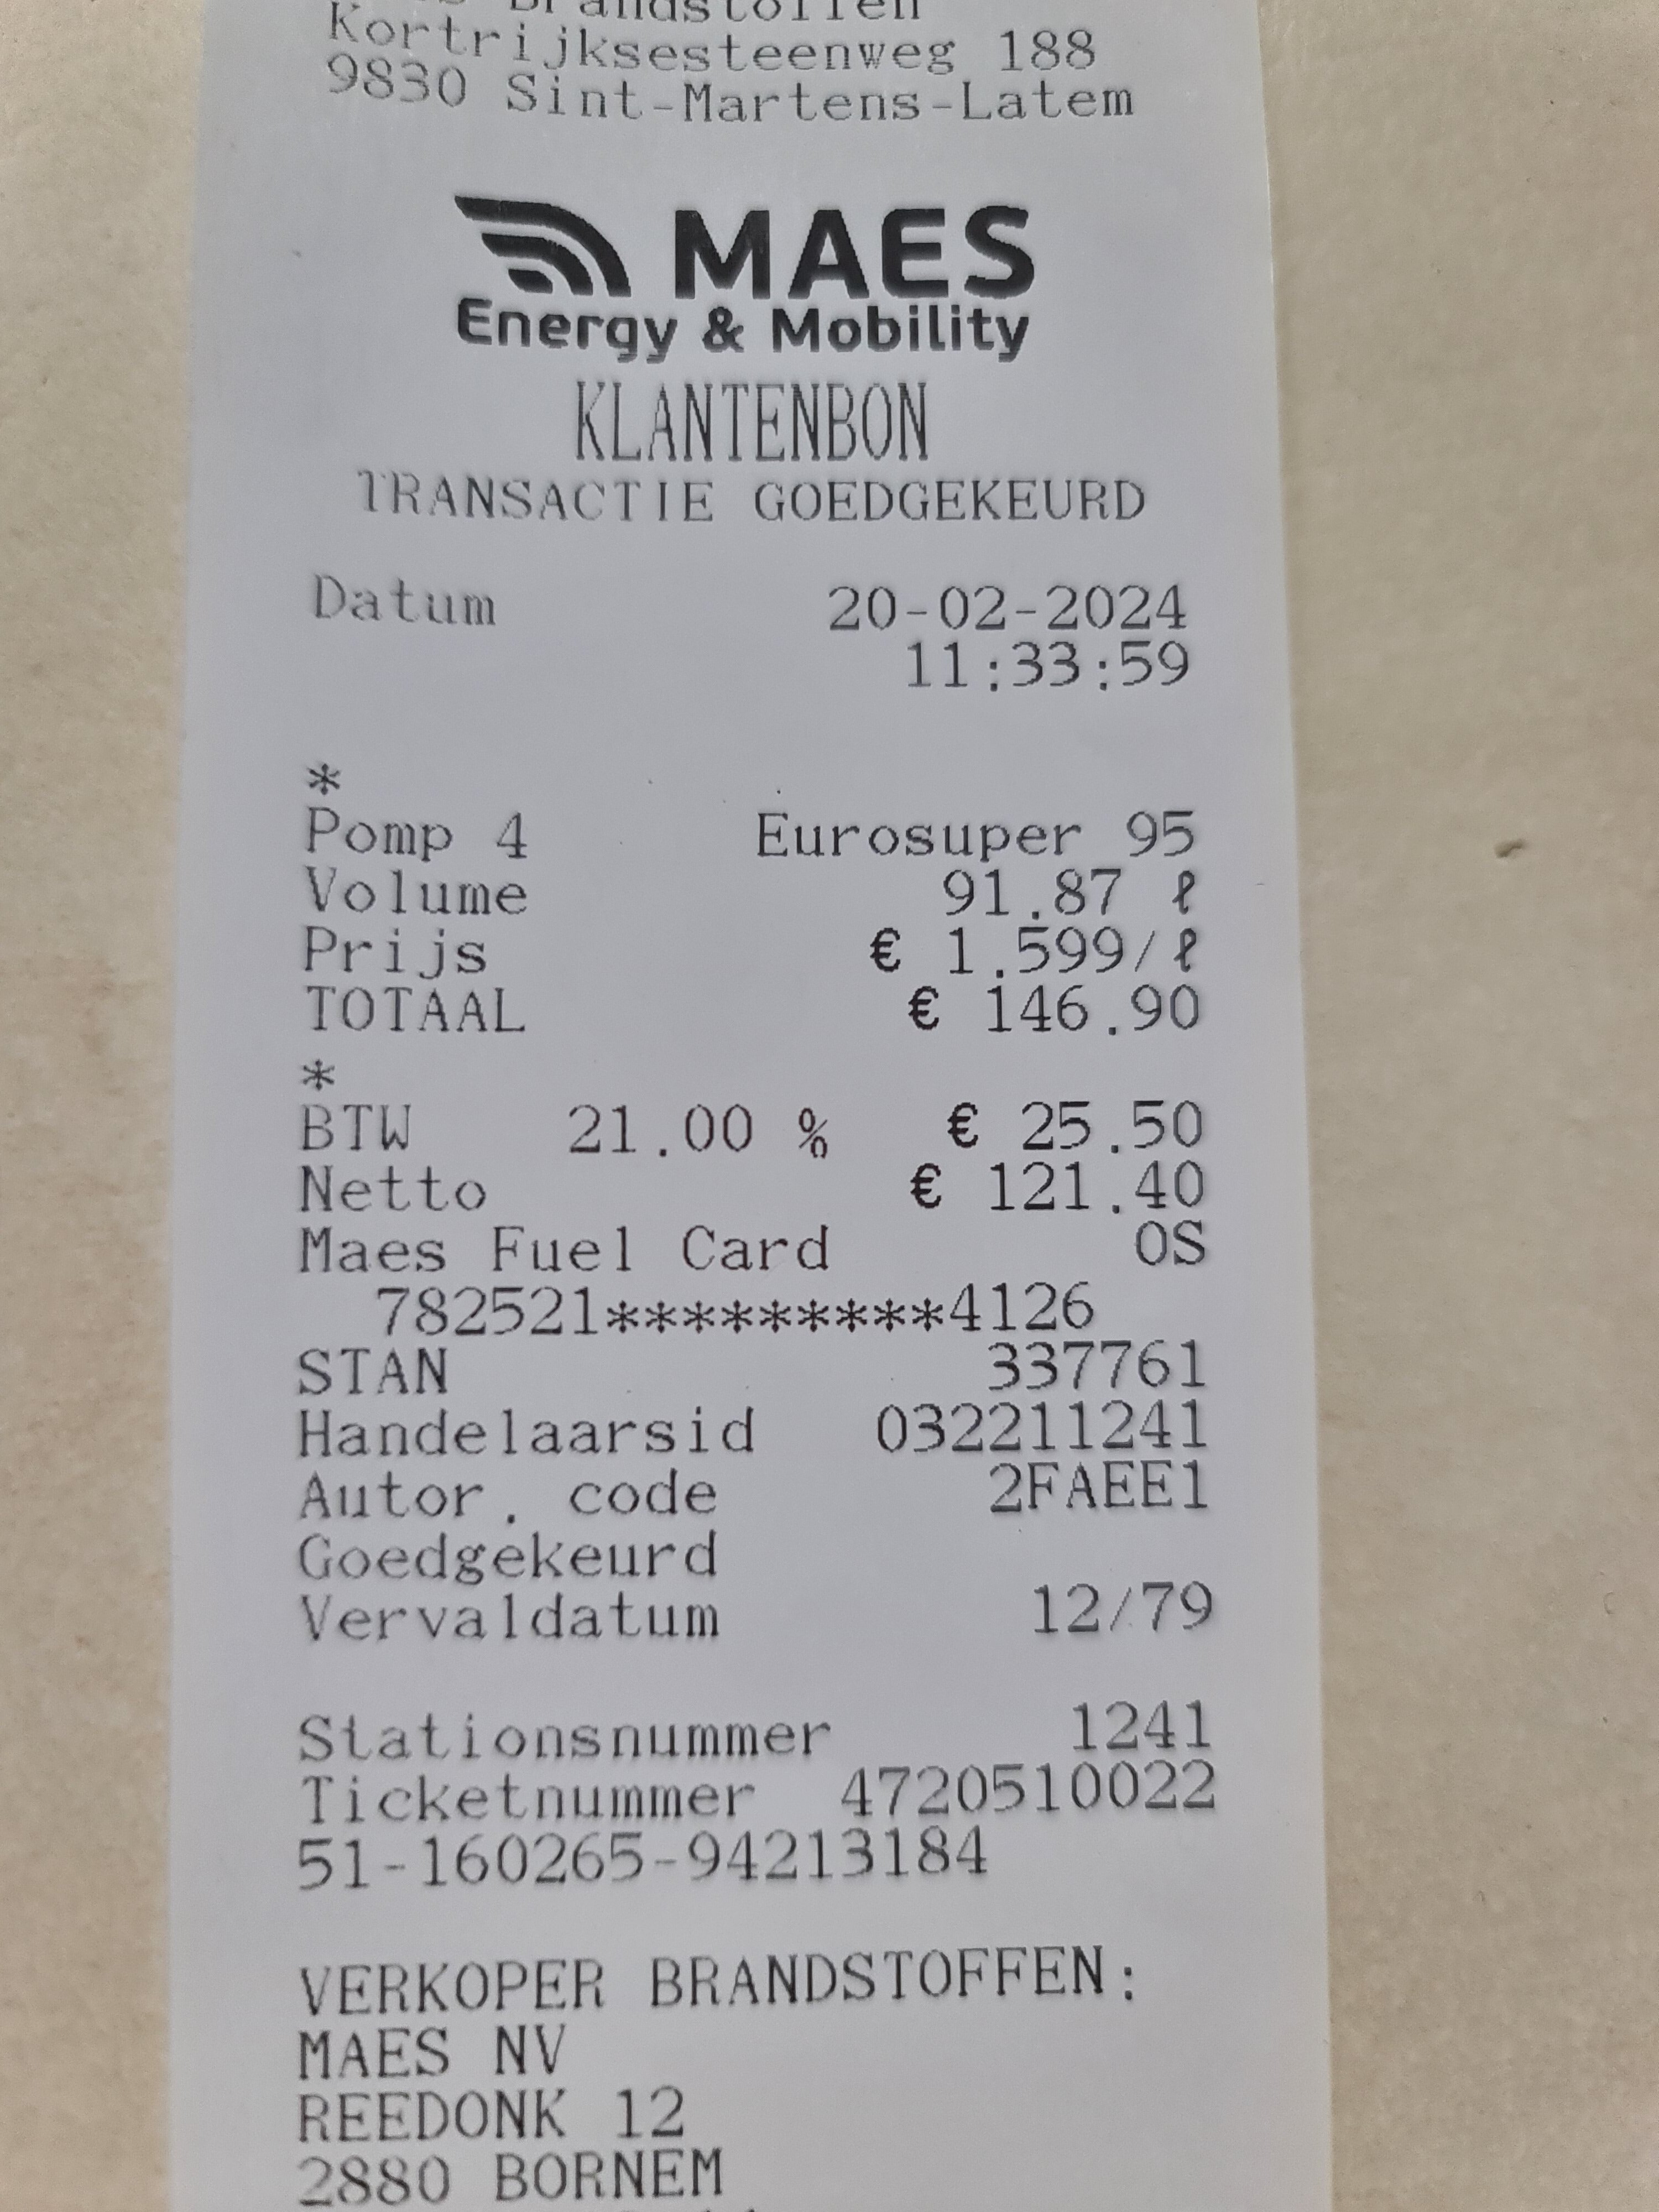 Brandstoffen
Kortrijksesteenweg 188
9830 Sint-Martens-Latem
MAES
Energy & Mobility
KLANTENBON
TRANSACTIE GOEDGEKEURD
Datum 20-02-2024
11:33:59
*
Pomp 4 Eurosuper 95
Volume 91.87 ℓ
Prijs € 1.599/ℓ
TOTAAL € 146.90
*
BTW 21.00 % € 25.50
Netto € 121.40
Maes Fuel Card OS
782521*********4126
STAN 337761
Handelaarsid 032211241
Autor. code 2FAEE1
Goedgekeurd
Vervaldatum 12/79
Stationsnummer 1241
Ticketnummer 4720510022
51-160265-94213184
VERKOPER BRANDSTOFFEN:
MAES NV
REEDONK 12
2880 BORNEM